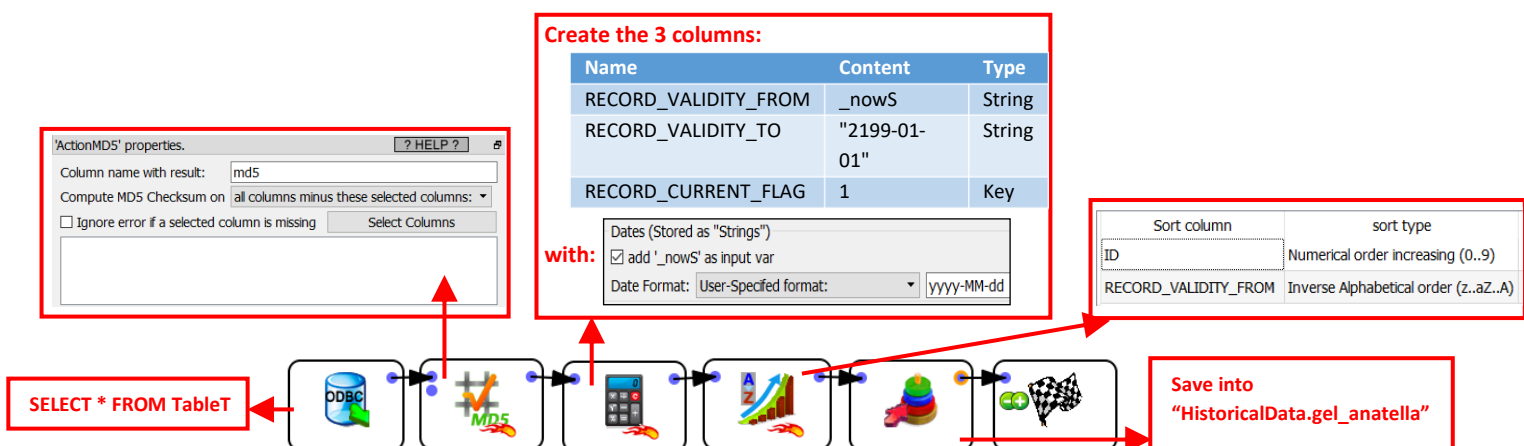 Create the 3 columns:
Name Content Type
RECORD_VALIDITY_FROM _nowS String
RECORD_VALIDITY_TO "2199-01-
01" String
RECORD_CURRENT_FLAG 1 Key
with:
Dates (Stored as "Strings")
add '_nowS' as input var
Date Format: User-Specifed format: yyyy-MM-dd
'ActionMD5' properties. ? HELP ?
Column name with result: md5
Compute MD5 Checksum on all columns minus these selected columns:
Ignore error if a selected column is missing Select Columns
Sort column sort type
ID Numerical order increasing (0..9)
RECORD_VALIDITY_FROM Inverse Alphabetical order (z..aZ..A)
SELECT * FROM TableT
ODBC
MD5
A
Z
Save into
“HistoricalData.gel_anatella”